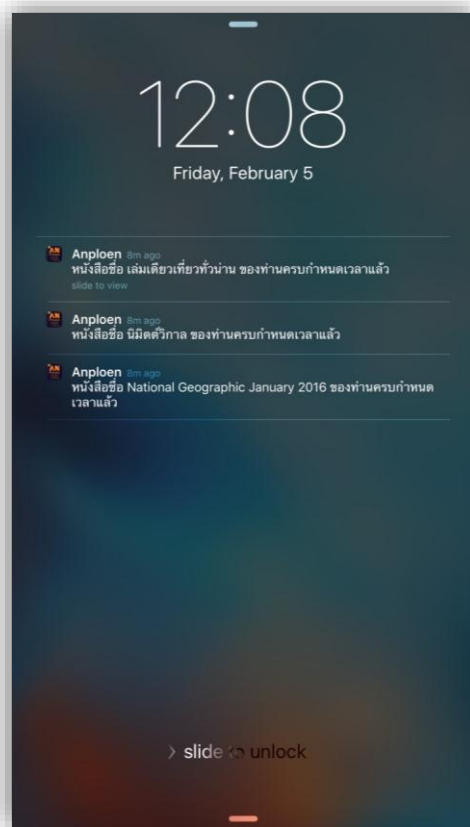 12:08
Friday, February 5
Anploen 8m ago
หนังสือชื่อ เล่มเดียวเที่ยวทั่วน่าน ของท่านครบกำหนดเวลาแล้ว
slide to view
Anploen 8m ago
หนังสือชื่อ นิมิตต์วิกาล ของท่านครบกำหนดเวลาแล้ว
Anploen 8m ago
หนังสือชื่อ National Geographic January 2016 ของท่านครบกำหนด
เวลาแล้ว
> slide to unlock